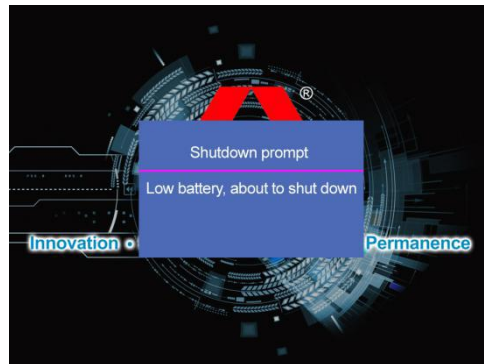 ®
Shutdown prompt
Low battery, about to shut down
Innovation • Permanence